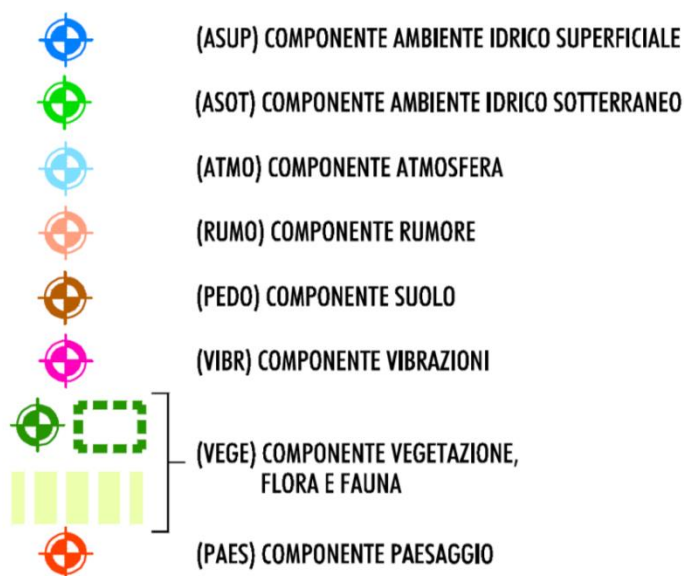 (ASUP) COMPONENTE AMBIENTE IDRICO SUPERFICIALE
(ASOT) COMPONENTE AMBIENTE IDRICO SOTTERRANEO
(ATMO) COMPONENTE ATMOSFERA
(RUMO) COMPONENTE RUMORE
(PEDO) COMPONENTE SUOLO
(VIBR) COMPONENTE VIBRAZIONI
(VEGE) COMPONENTE VEGETAZIONE,
FLORA E FAUNA
(PAES) COMPONENTE PAESAGGIO